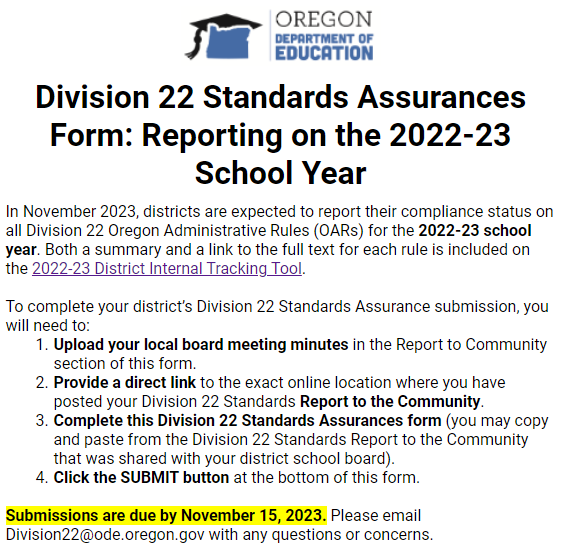 OREGON
DEPARTMENT OF
EDUCATION
Division 22 Standards Assurances
Form: Reporting on the 2022-23
School Year
In November 2023, districts are expected to report their compliance status on
all Division 22 Oregon Administrative Rules (OARs) for the 2022-23 school
year. Both a summary and a link to the full text for each rule is included on
the 2022-23 District Internal Tracking Tool.
To complete your district's Division 22 Standards Assurance submission, you
will need to:
1. Upload your local board meeting minutes in the Report to Community
section of this form.
2. Provide a direct link to the exact online location where you have
posted your Division 22 Standards Report to the Community.
3. Complete this Division 22 Standards Assurances form (you may copy
and paste from the Division 22 Standards Report to the Community
that was shared with your district school board).
4. Click the SUBMIT button at the bottom of this form.
Submissions are due by November 15, 2023. Please email
Division22@ode.oregon.gov with any questions or concerns.